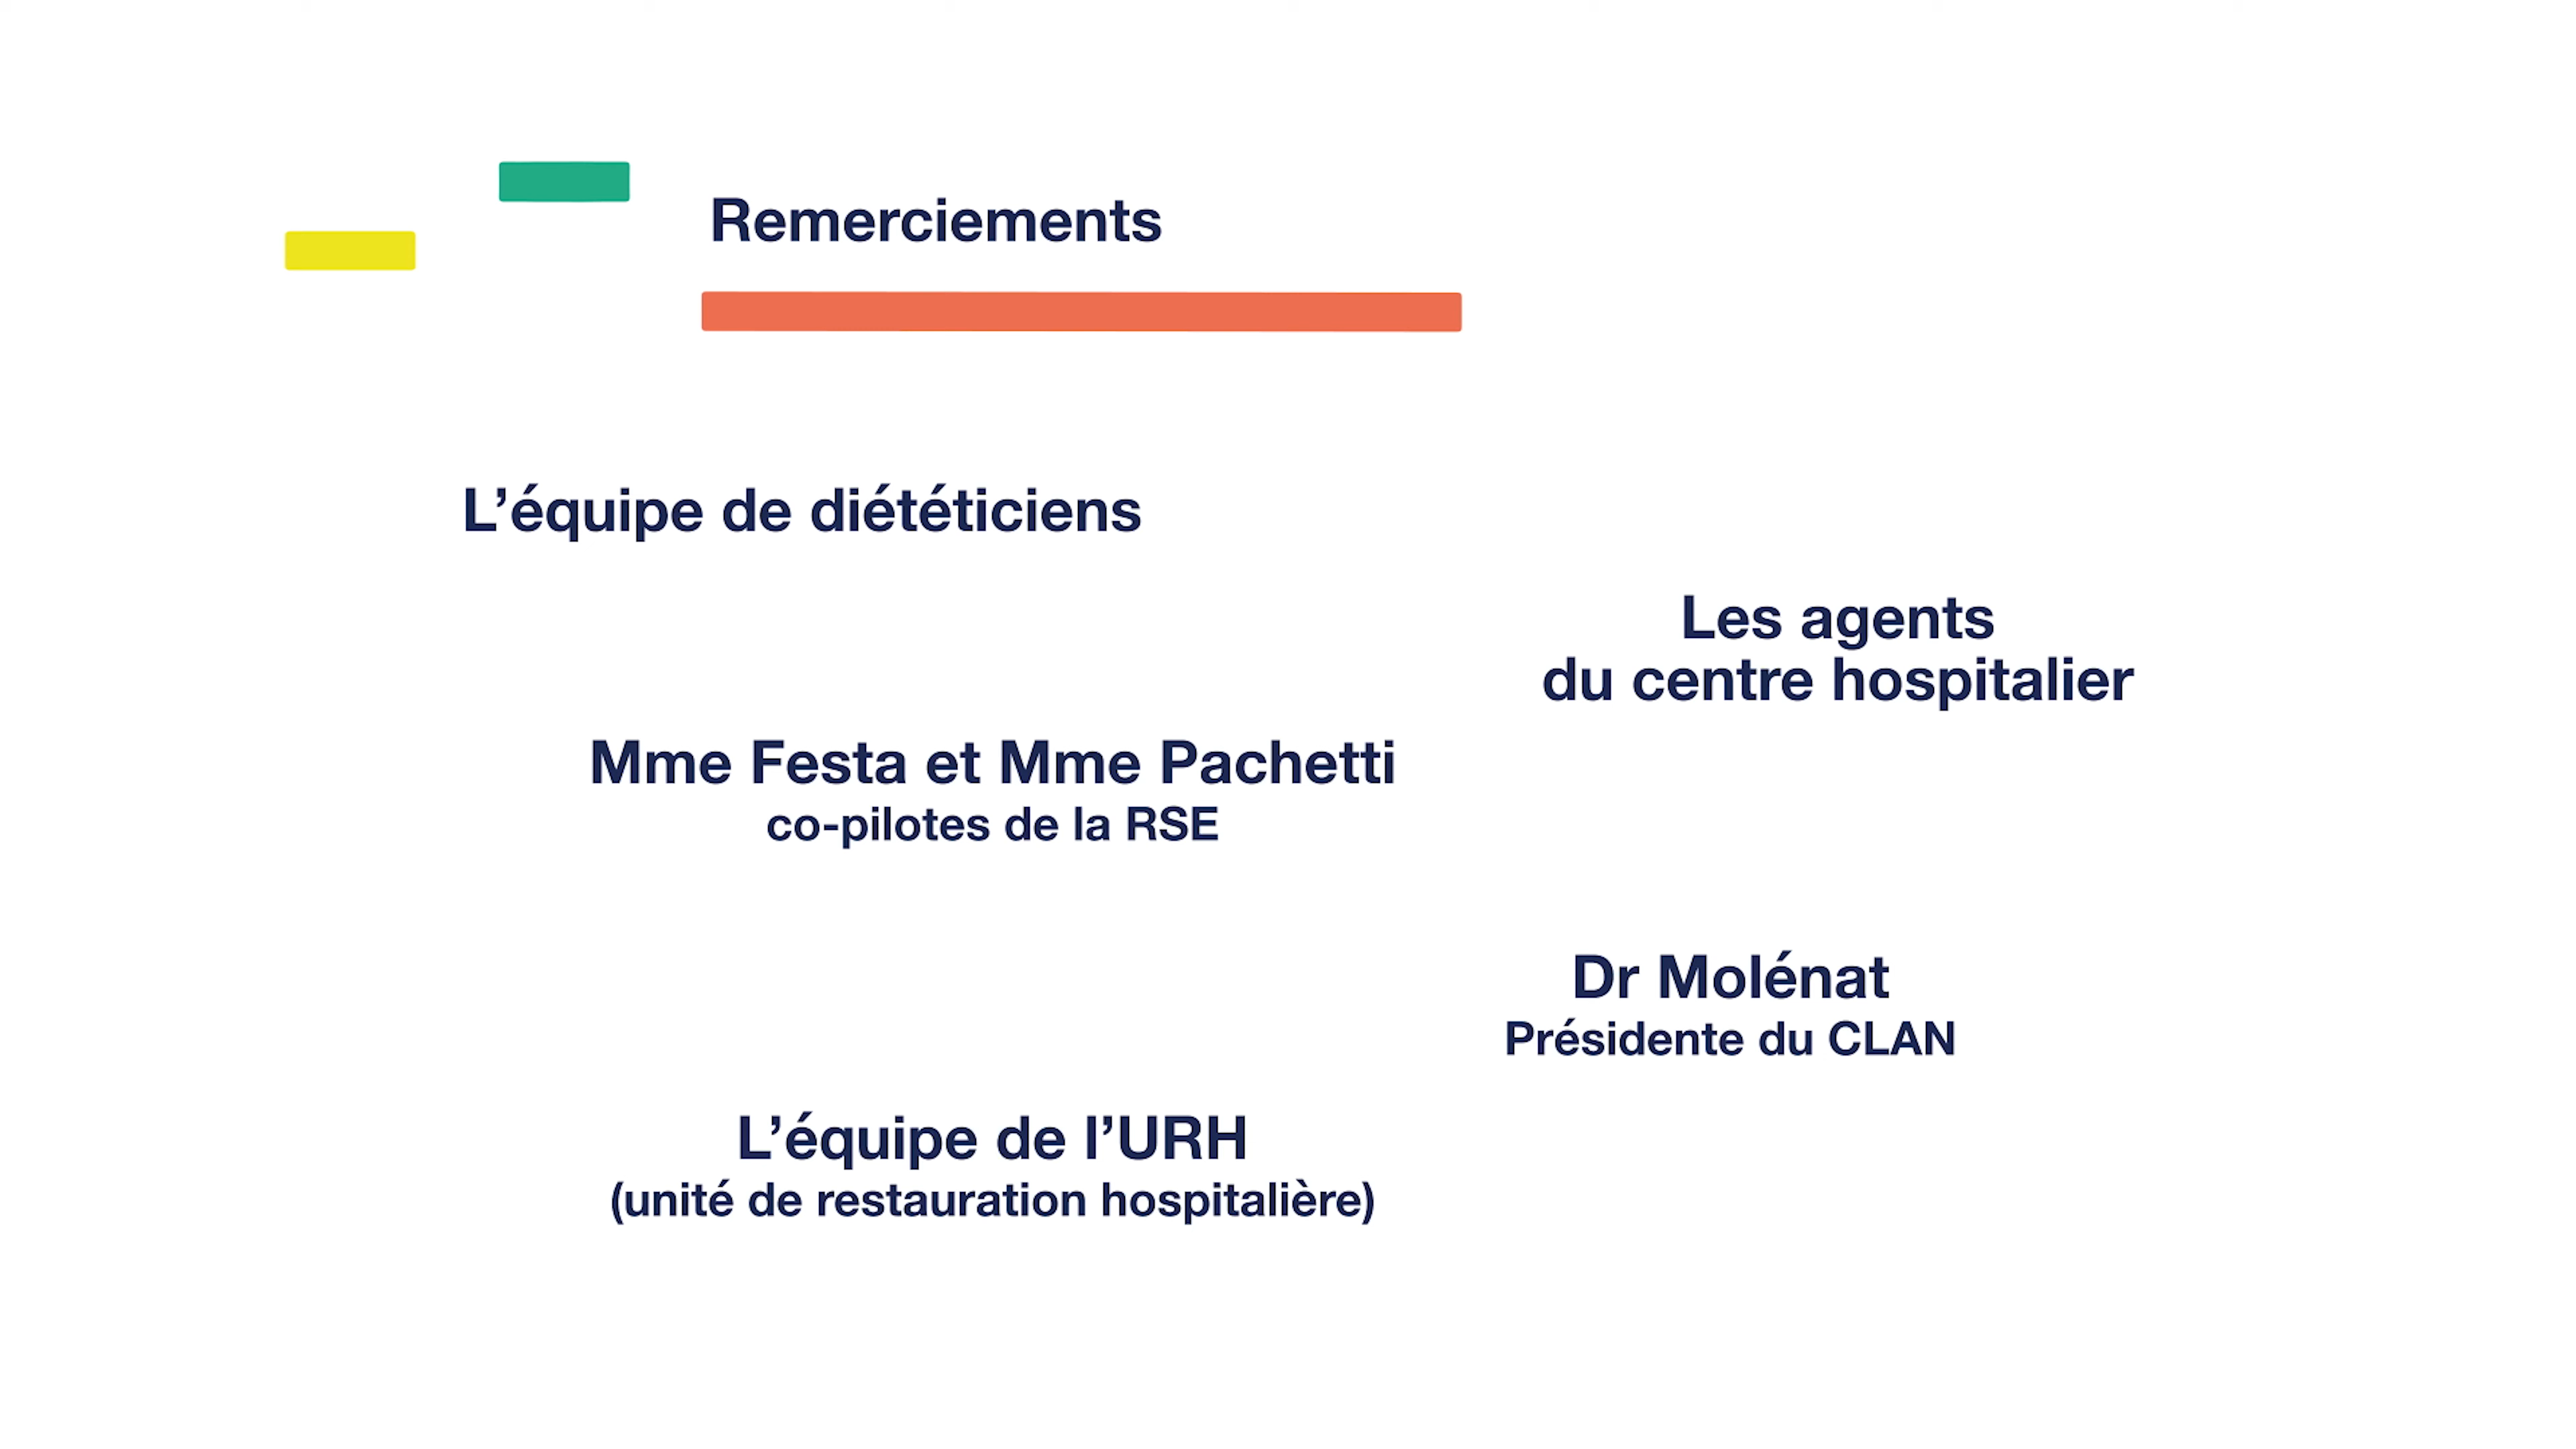 Remerciements
L’équipe de diététiciens
Les agents
du centre hospitalier
Mme Festa et Mme Pachetti
co-pilotes de la RSE
Dr Molénat
Présidente du CLAN
L’équipe de l’URH
(unité de restauration hospitalière)